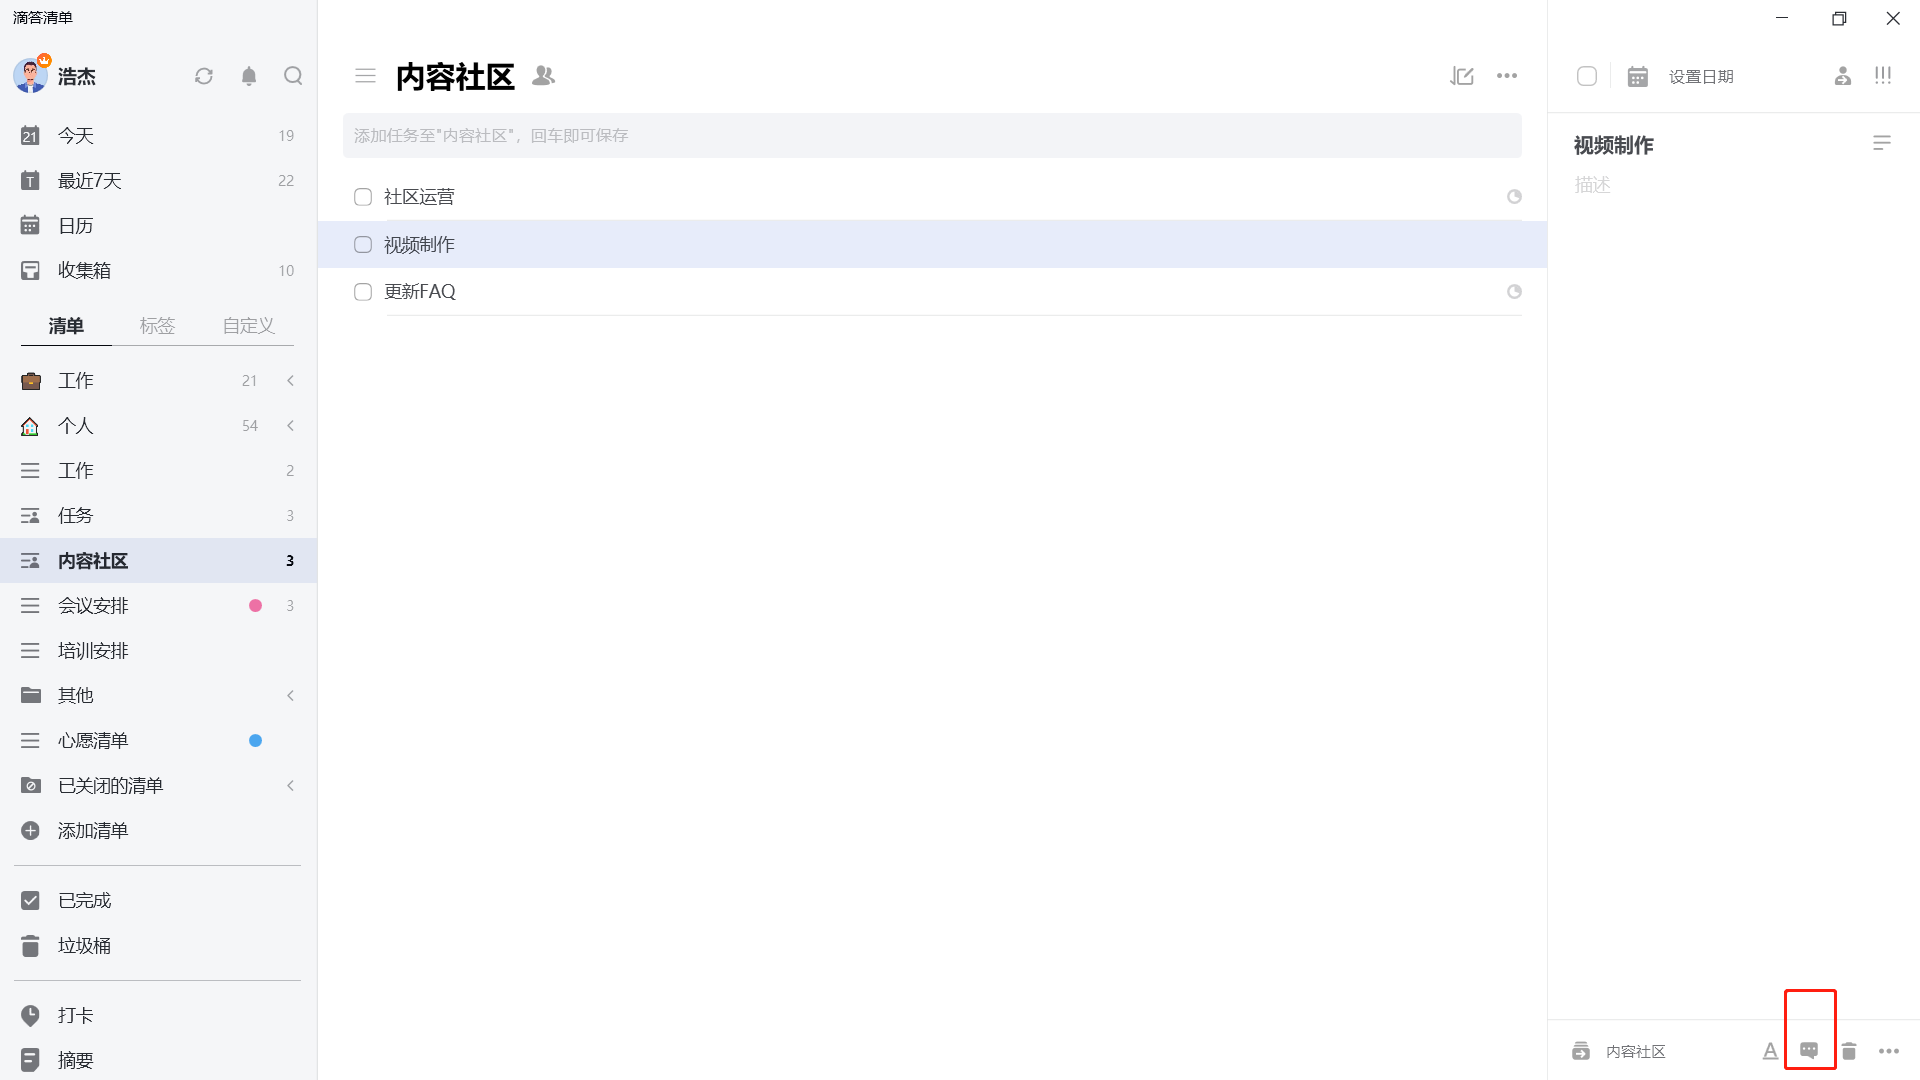 滴答清单
浩杰
21 今天 19
T 最近7天 22
日历
收集箱 10
清单 标签 自定义
工作 21
个人 54
工作 2
任务 3
内容社区 3
会议安排 3
培训安排
其他
心愿清单
已关闭的清单
添加清单
已完成
垃圾桶
打卡
摘要
内容社区
添加任务至"内容社区"，回车即可保存
社区运营
视频制作
更新FAQ
设置日期
视频制作
描述
内容社区 A